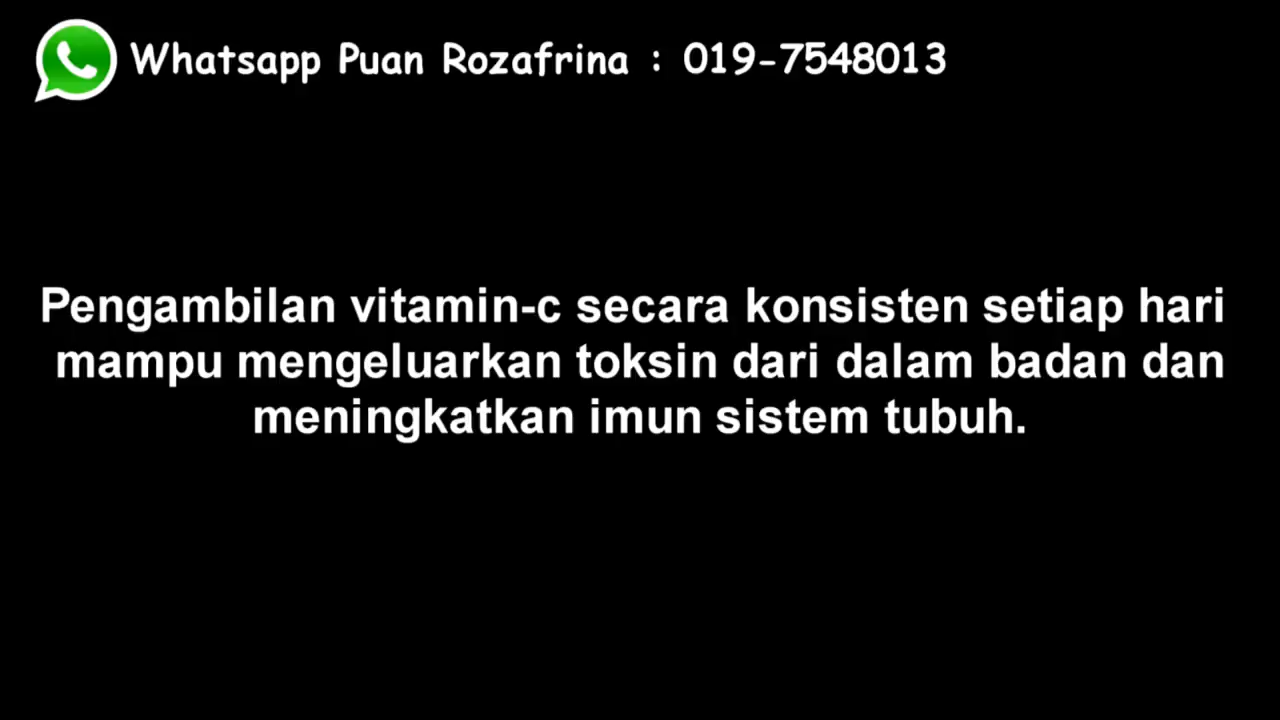 Whatsapp Puan Rozafrina : 019-7548013
Pengambilan vitamin-c secara konsisten setiap hari
mampu mengeluarkan toksin dari dalam badan dan
meningkatkan imun sistem tubuh.